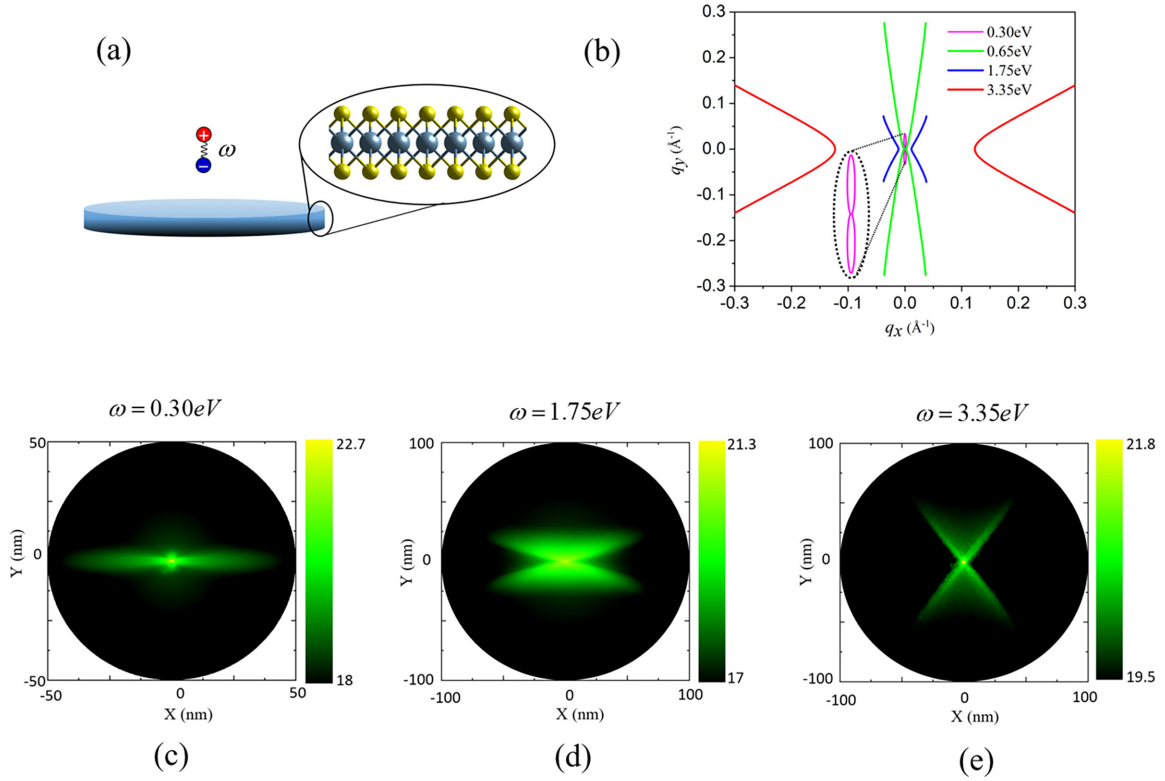 (a)
+
ω
−
(b)
0.3
0.2
0.1
0.0
-0.1
-0.2
-0.3
qy (Å⁻¹)
0.30eV
0.65eV
1.75eV
3.35eV
-0.3 -0.2 -0.1 0.0 0.1 0.2 0.3
qx (Å⁻¹)
ω = 0.30eV
50
0
-50
Y (nm)
-50 0 50
X (nm)
22.7
18
(c)
ω = 1.75eV
100
0
-100
Y (nm)
-100 0 100
X (nm)
21.3
17
(d)
ω = 3.35eV
100
0
-100
Y (nm)
-100 0 100
X (nm)
21.8
19.5
(e)